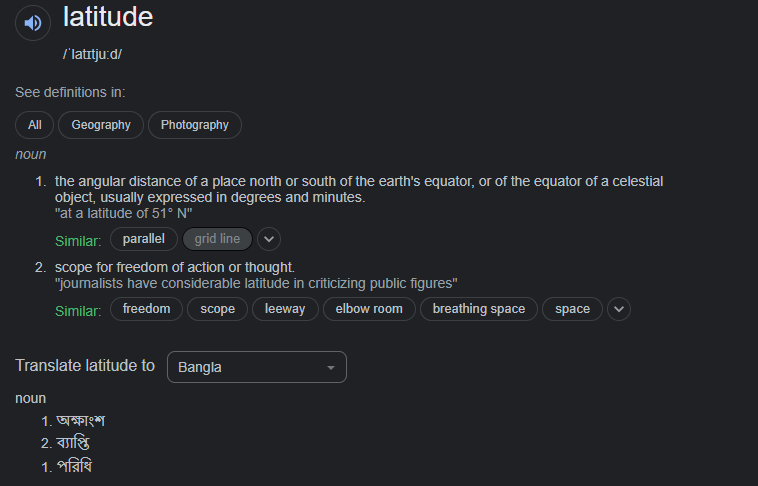 latitude
/ˈlatɪtjuːd/
See definitions in:
All Geography Photography
noun
1. the angular distance of a place north or south of the earth's equator, or of the equator of a celestial
object, usually expressed in degrees and minutes.
"at a latitude of 51° N"
Similar: parallel grid line
2. scope for freedom of action or thought.
"journalists have considerable latitude in criticizing public figures"
Similar: freedom scope leeway elbow room breathing space space
Translate latitude to Bangla
noun
1. অক্ষাংশ
2. ব্যাপ্তি
1. পরিধি